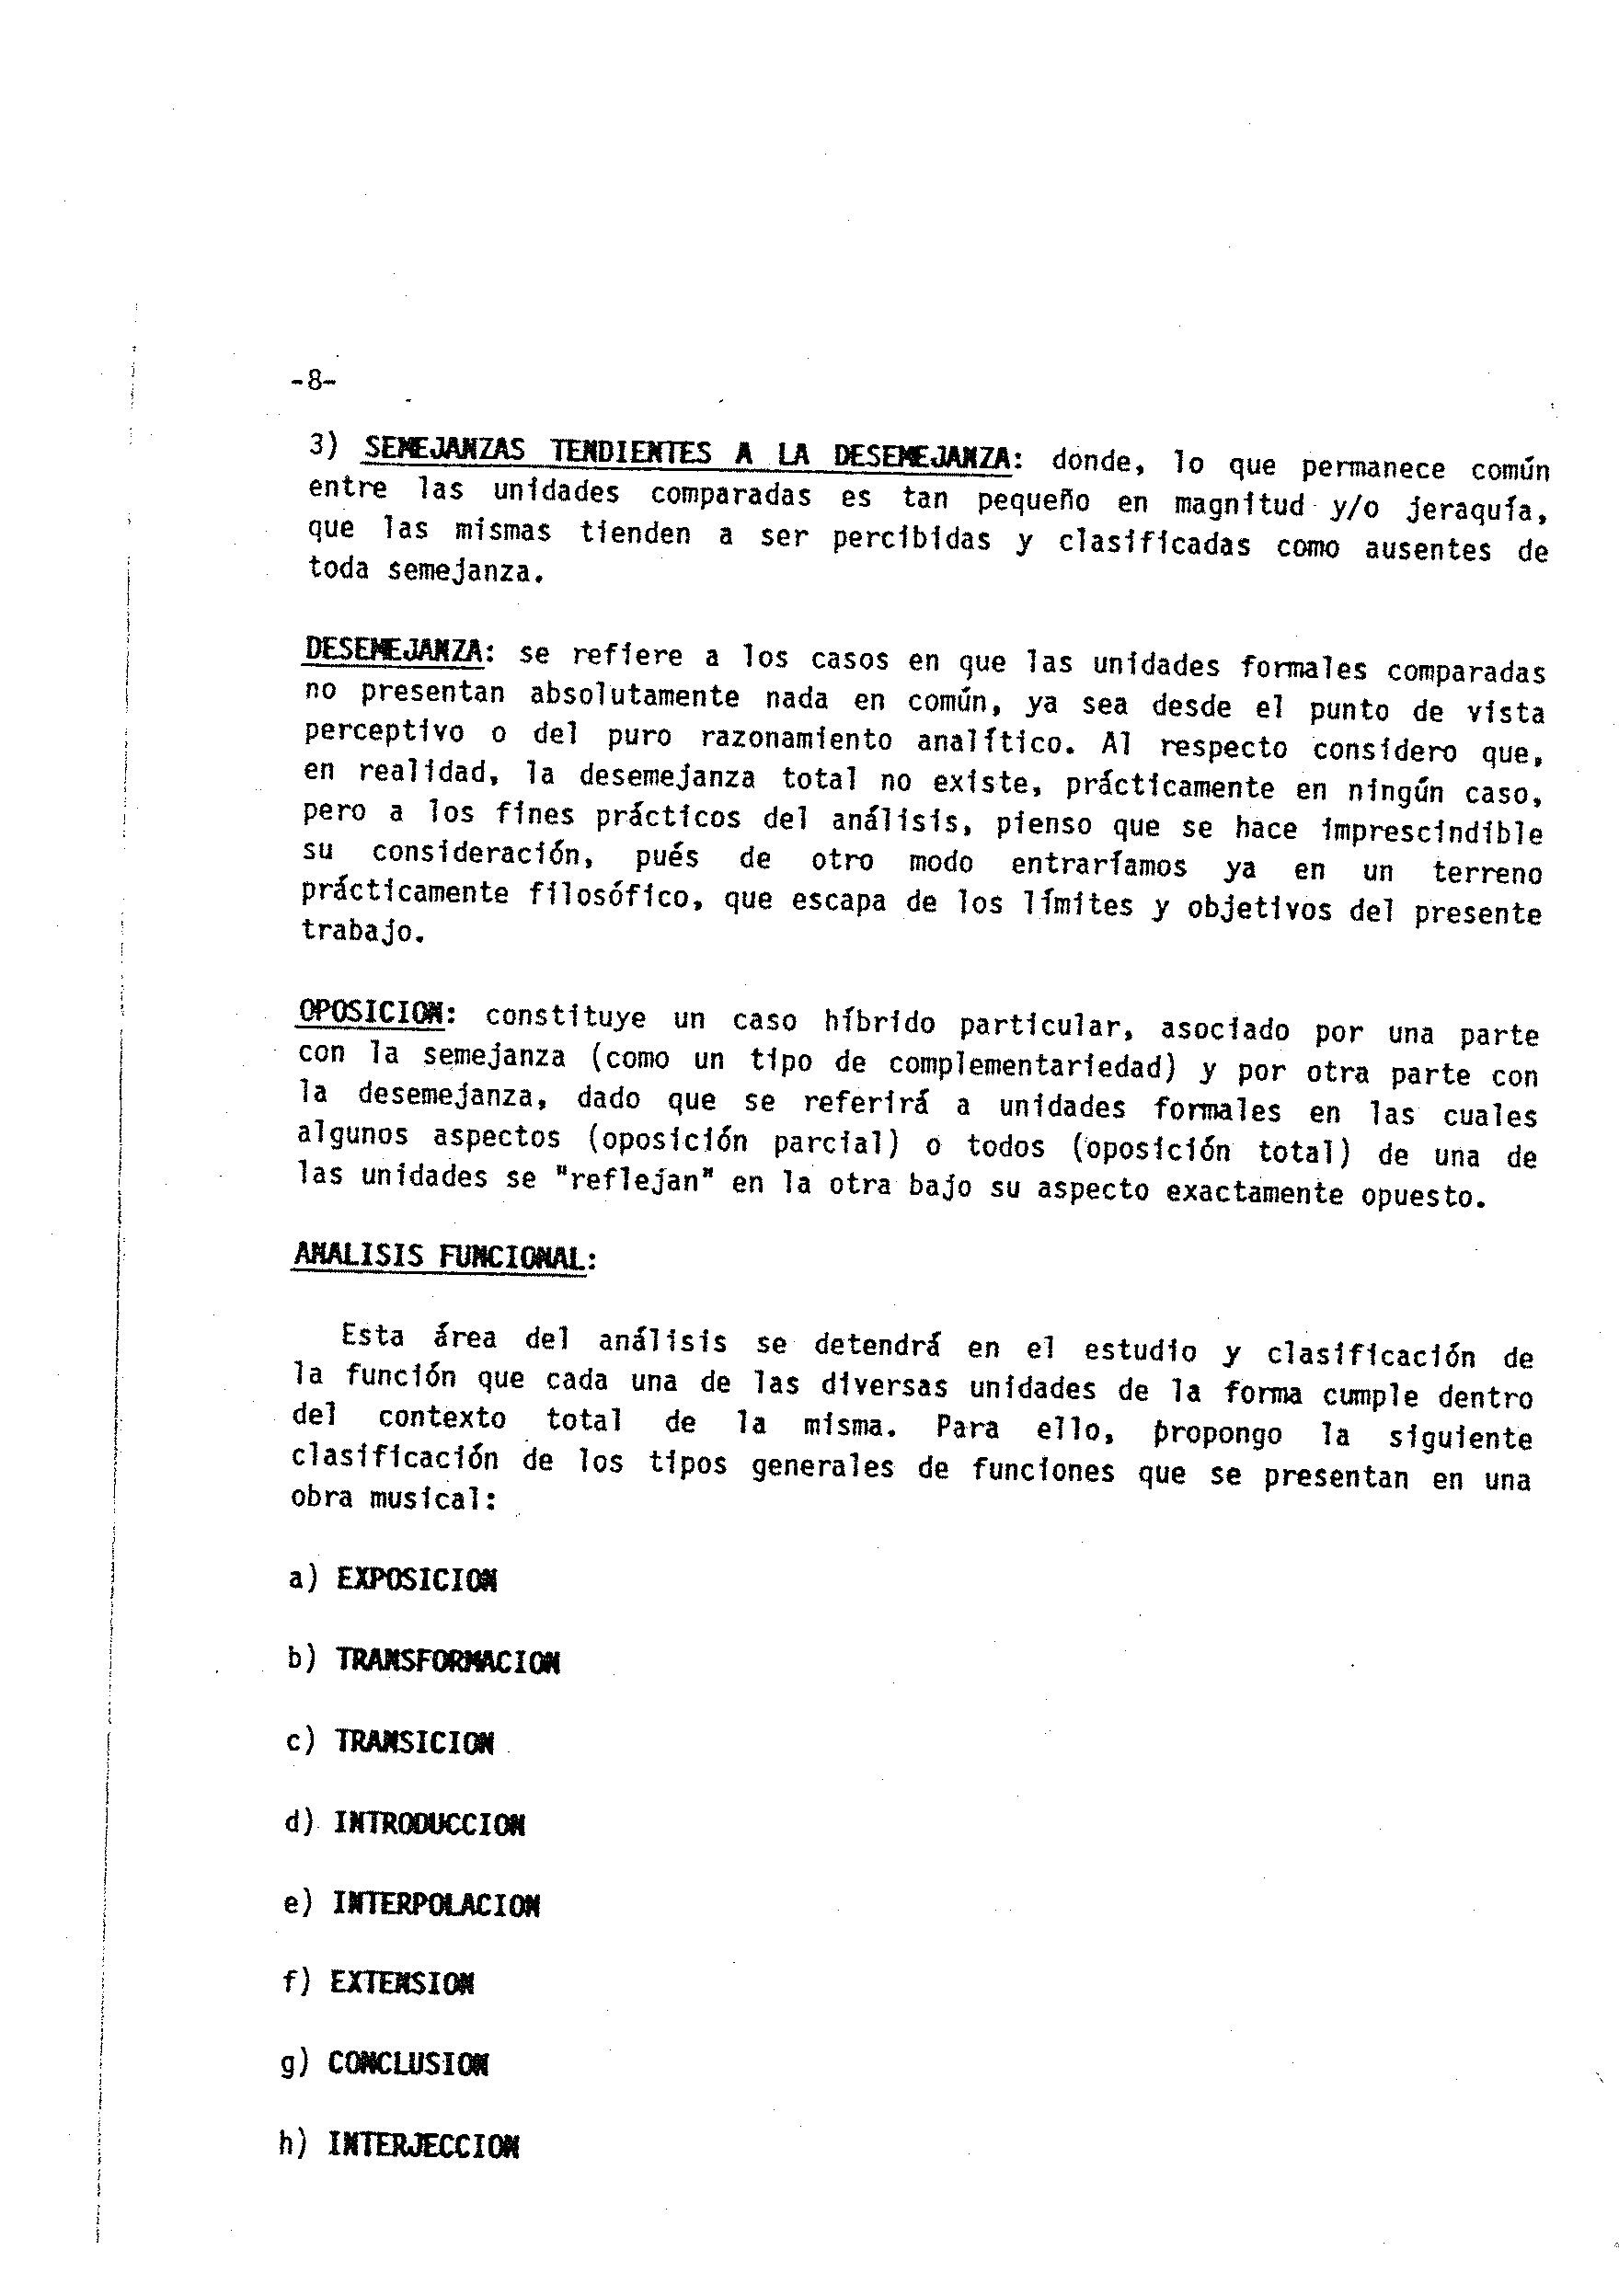 -8-
3) SEMEJANZAS TENDIENTES A LA DESEMEJANZA: donde, lo que permanece común
entre las unidades comparadas es tan pequeño en magnitud y/o jeraquía,
que las mismas tienden a ser percibidas y clasificadas como ausentes de
toda semejanza.
DESEMEJANZA: se refiere a los casos en que las unidades formales comparadas
no presentan absolutamente nada en común, ya sea desde el punto de vista
perceptivo o del puro razonamiento analítico. Al respecto considero que,
en realidad, la desemejanza total no existe, prácticamente en ningún caso,
pero a los fines prácticos del análisis, pienso que se hace imprescindible
su consideración, pués de otro modo entraríamos ya en un terreno
prácticamente filosófico, que escapa de los límites y objetivos del presente
trabajo.
OPOSICION: constituye un caso híbrido particular, asociado por una parte
con la semejanza (como un tipo de complementariedad) y por otra parte con
la desemejanza, dado que se referirá a unidades formales en las cuales
algunos aspectos (oposición parcial) o todos (oposición total) de una de
las unidades se "reflejan" en la otra bajo su aspecto exactamente opuesto.
ANALISIS FUNCIONAL:
Esta área del análisis se detendrá en el estudio y clasificación de
la función que cada una de las diversas unidades de la forma cumple dentro
del contexto total de la misma. Para ello, propongo la siguiente
clasificación de los tipos generales de funciones que se presentan en una
obra musical:
a) EXPOSICION
b) TRANSFORMACION
c) TRANSICION
d) INTRODUCCION
e) INTERPOLACION
f) EXTENSION
g) CONCLUSION
h) INTERJECCION